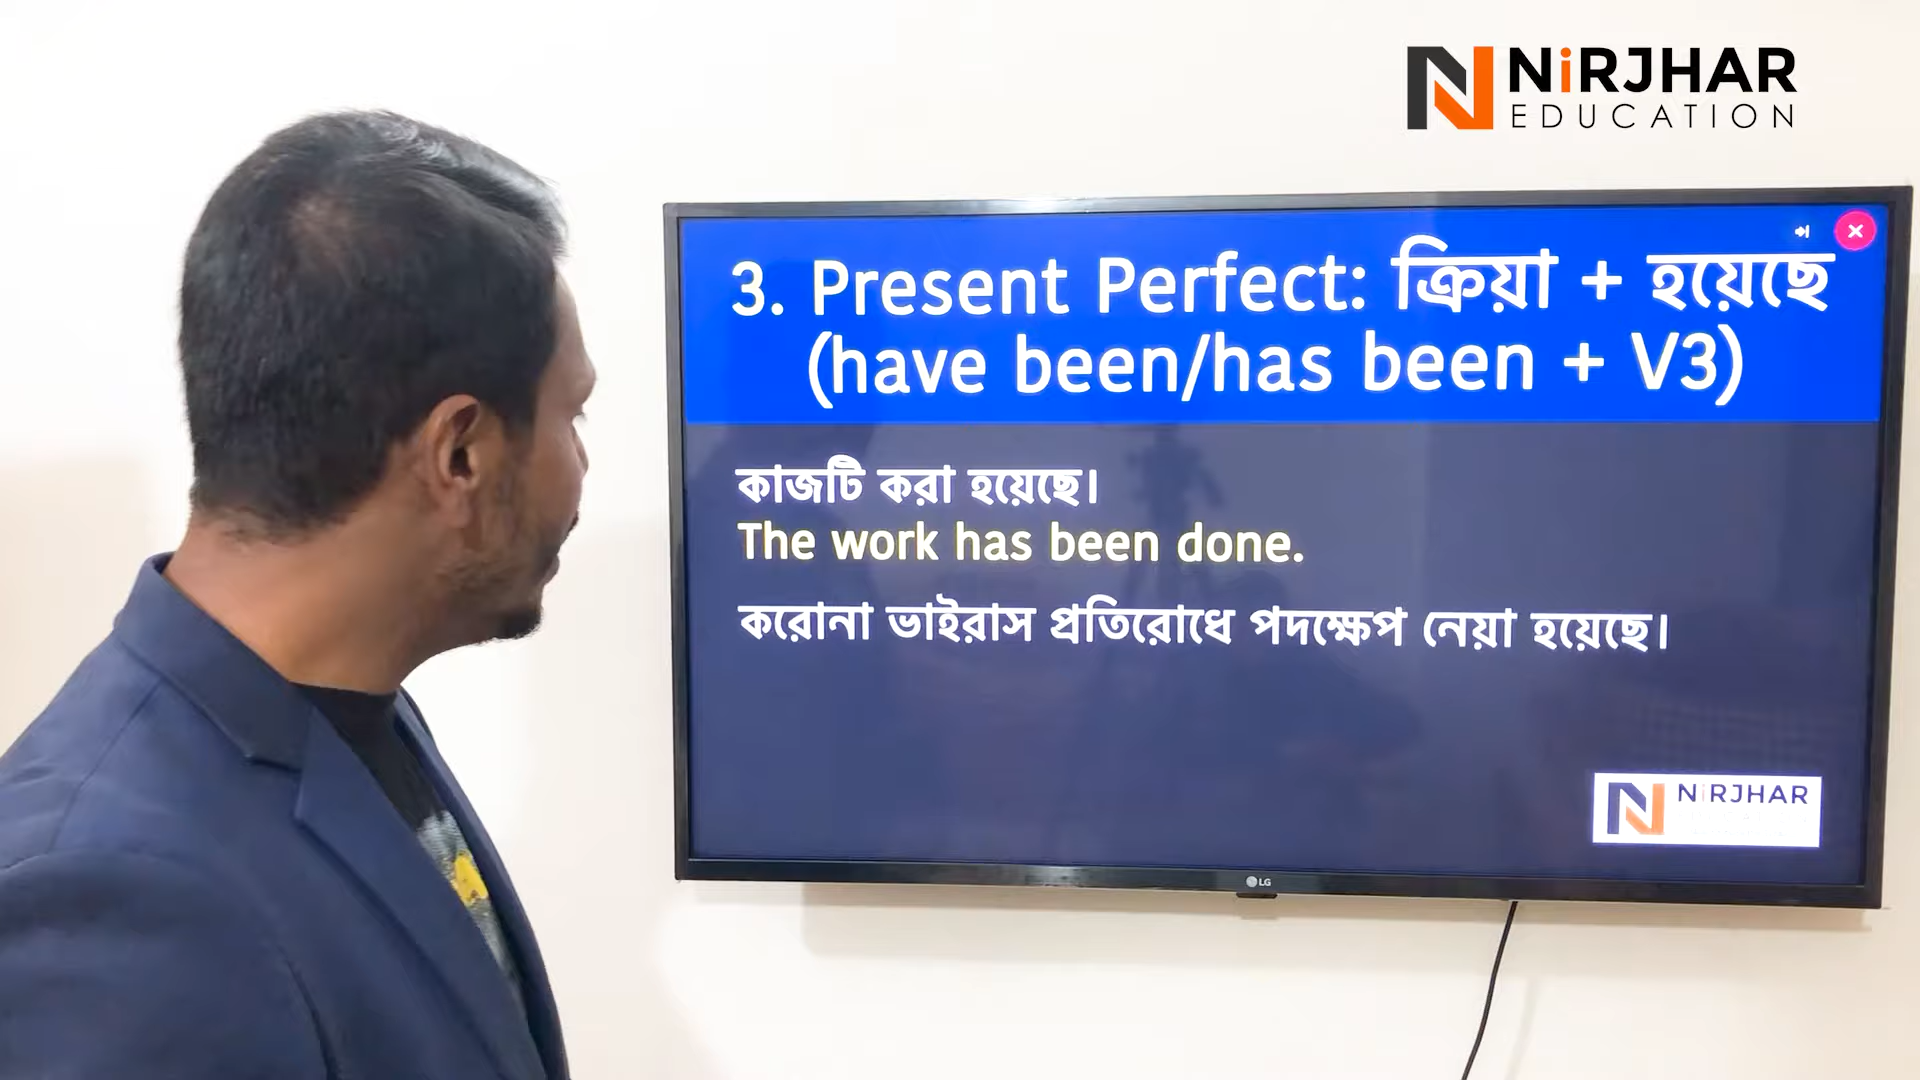 NiRJHAR
EDUCATION
3. Present Perfect: ক্রিয়া + হয়েছে
(have been/has been + V3)
কাজটি করা হয়েছে।
The work has been done.
করোনা ভাইরাস প্রতিরোধে পদক্ষেপ নেয়া হয়েছে।
NiRJHAR
LG